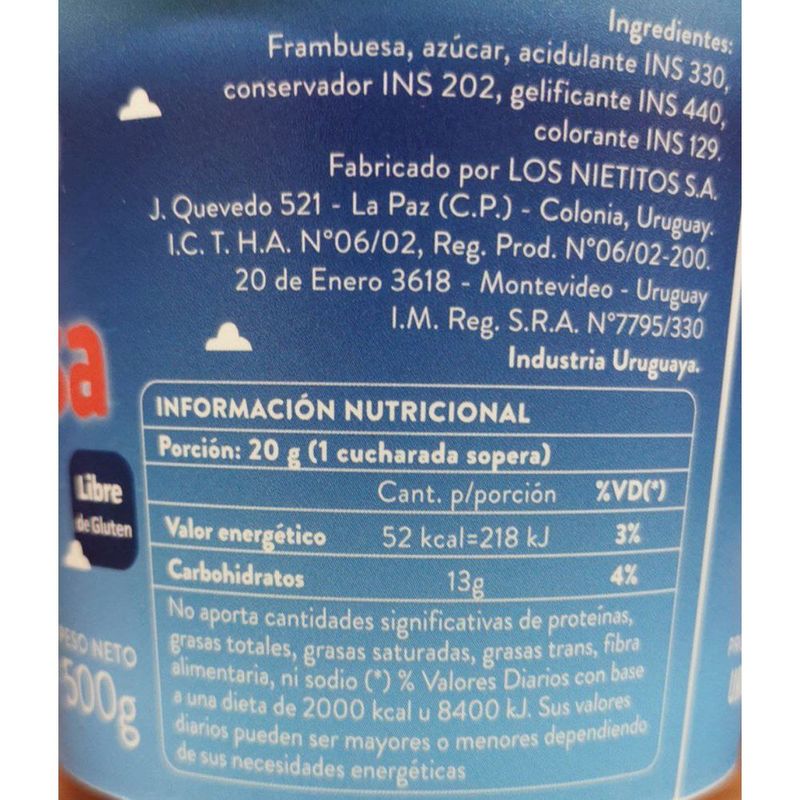 Ingredientes:
Frambuesa, azúcar, acidulante INS 330,
conservador INS 202, gelificante INS 440,
colorante INS 129.
Fabricado por LOS NIETITOS S.A.
J. Quevedo 521 - La Paz (C.P.) - Colonia, Uruguay.
I.C. T. H.A. N°06/02, Reg. Prod. N°06/02-200.
20 de Enero 3618 - Montevideo - Uruguay
I.M. Reg. S.R.A. N°7795/330
Industria Uruguaya.
sa
Libre
de Gluten
PESO NETO
500g
INFORMACIÓN NUTRICIONAL
Porción: 20 g (1 cucharada sopera)
Cant. p/porción %VD(*)
Valor energético 52 kcal=218 kJ 3%
Carbohidratos 13g 4%
No aporta cantidades significativas de proteínas,
grasas totales, grasas saturadas, grasas trans, fibra
alimentaria, ni sodio (*) % Valores Diarios con base
a una dieta de 2000 kcal u 8400 kJ. Sus valores
diarios pueden ser mayores o menores dependiendo
de sus necesidades energéticas